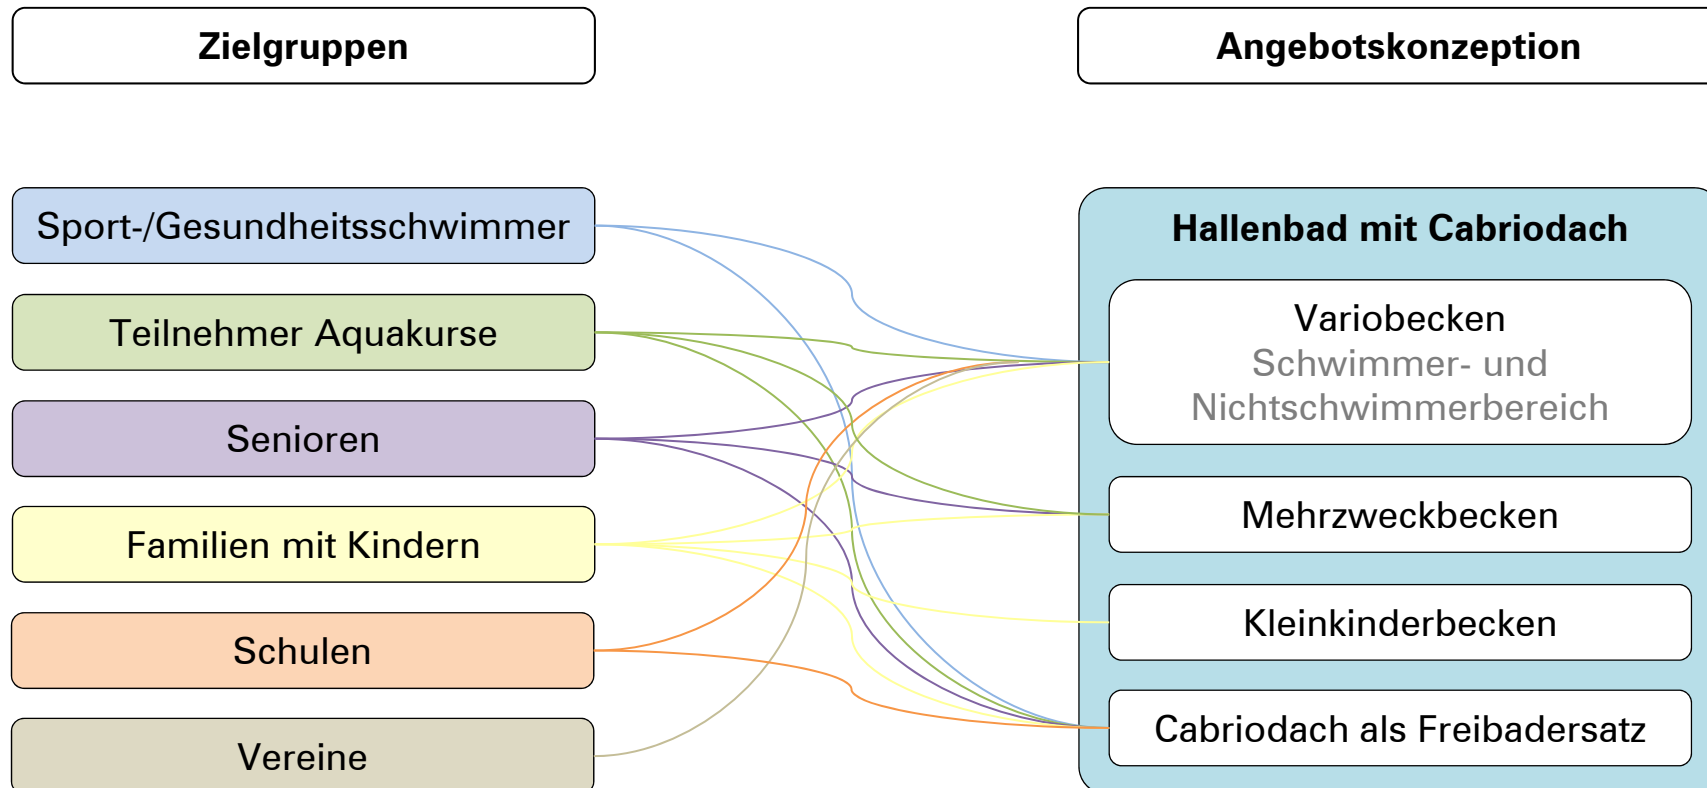 Zielgruppen
Angebotskonzeption
Sport-/Gesundheitsschwimmer
Teilnehmer Aquakurse
Senioren
Familien mit Kindern
Schulen
Vereine
Hallenbad mit Cabriodach
Variobecken
Schwimmer- und
Nichtschwimmerbereich
Mehrzweckbecken
Kleinkinderbecken
Cabriodach als Freibadersatz